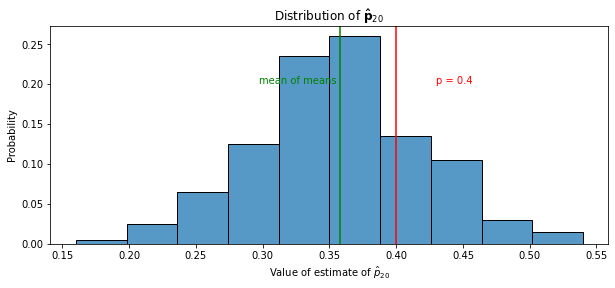 Distribution of p̂₂₀
Probability
0.25
0.20
0.15
0.10
0.05
0.00
mean of means
p = 0.4
0.15 0.20 0.25 0.30 0.35 0.40 0.45 0.50 0.55
Value of estimate of p̂₂₀